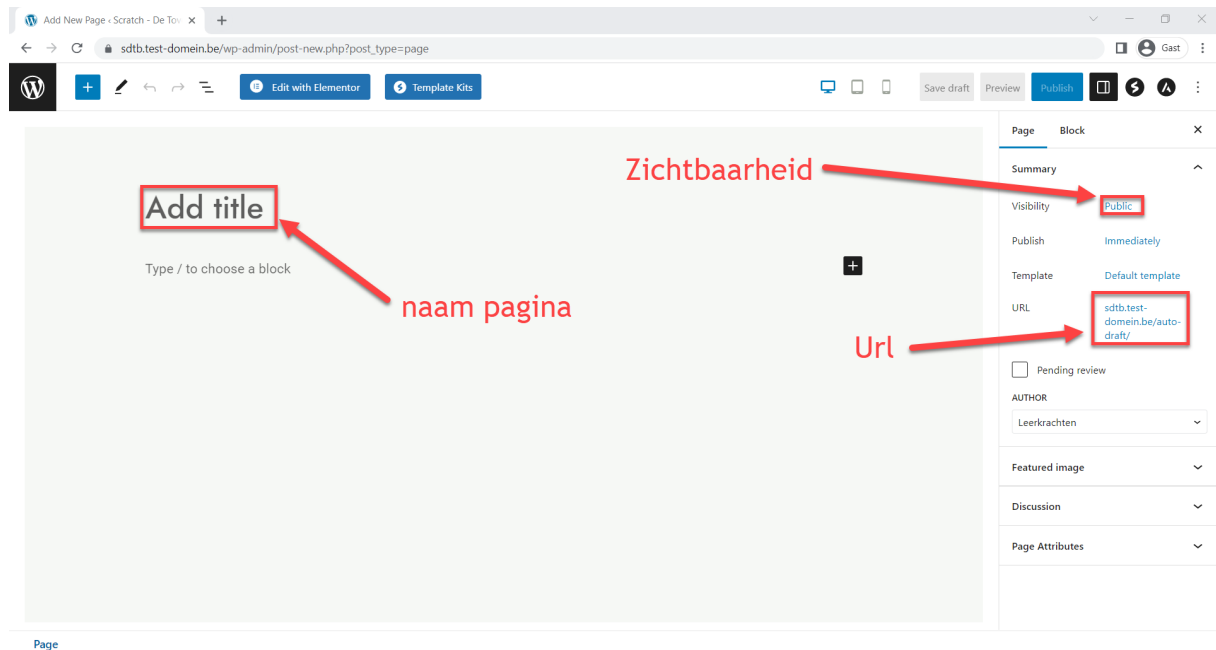 Add New Page ‹ Scratch - De Tov
sdtb.test-domein.be/wp-admin/post-new.php?post_type=page
Gast
Edit with Elementor
Template Kits
Save draft
Preview
Publish
Page
Block
Zichtbaarheid
Summary
Add title
Visibility
Public
Publish
Immediately
Type / to choose a block
Template
Default template
naam pagina
URL
sdtb.test-
domein.be/auto-
draft/
Url
Pending review
AUTHOR
Leerkrachten
Featured image
Discussion
Page Attributes
Page